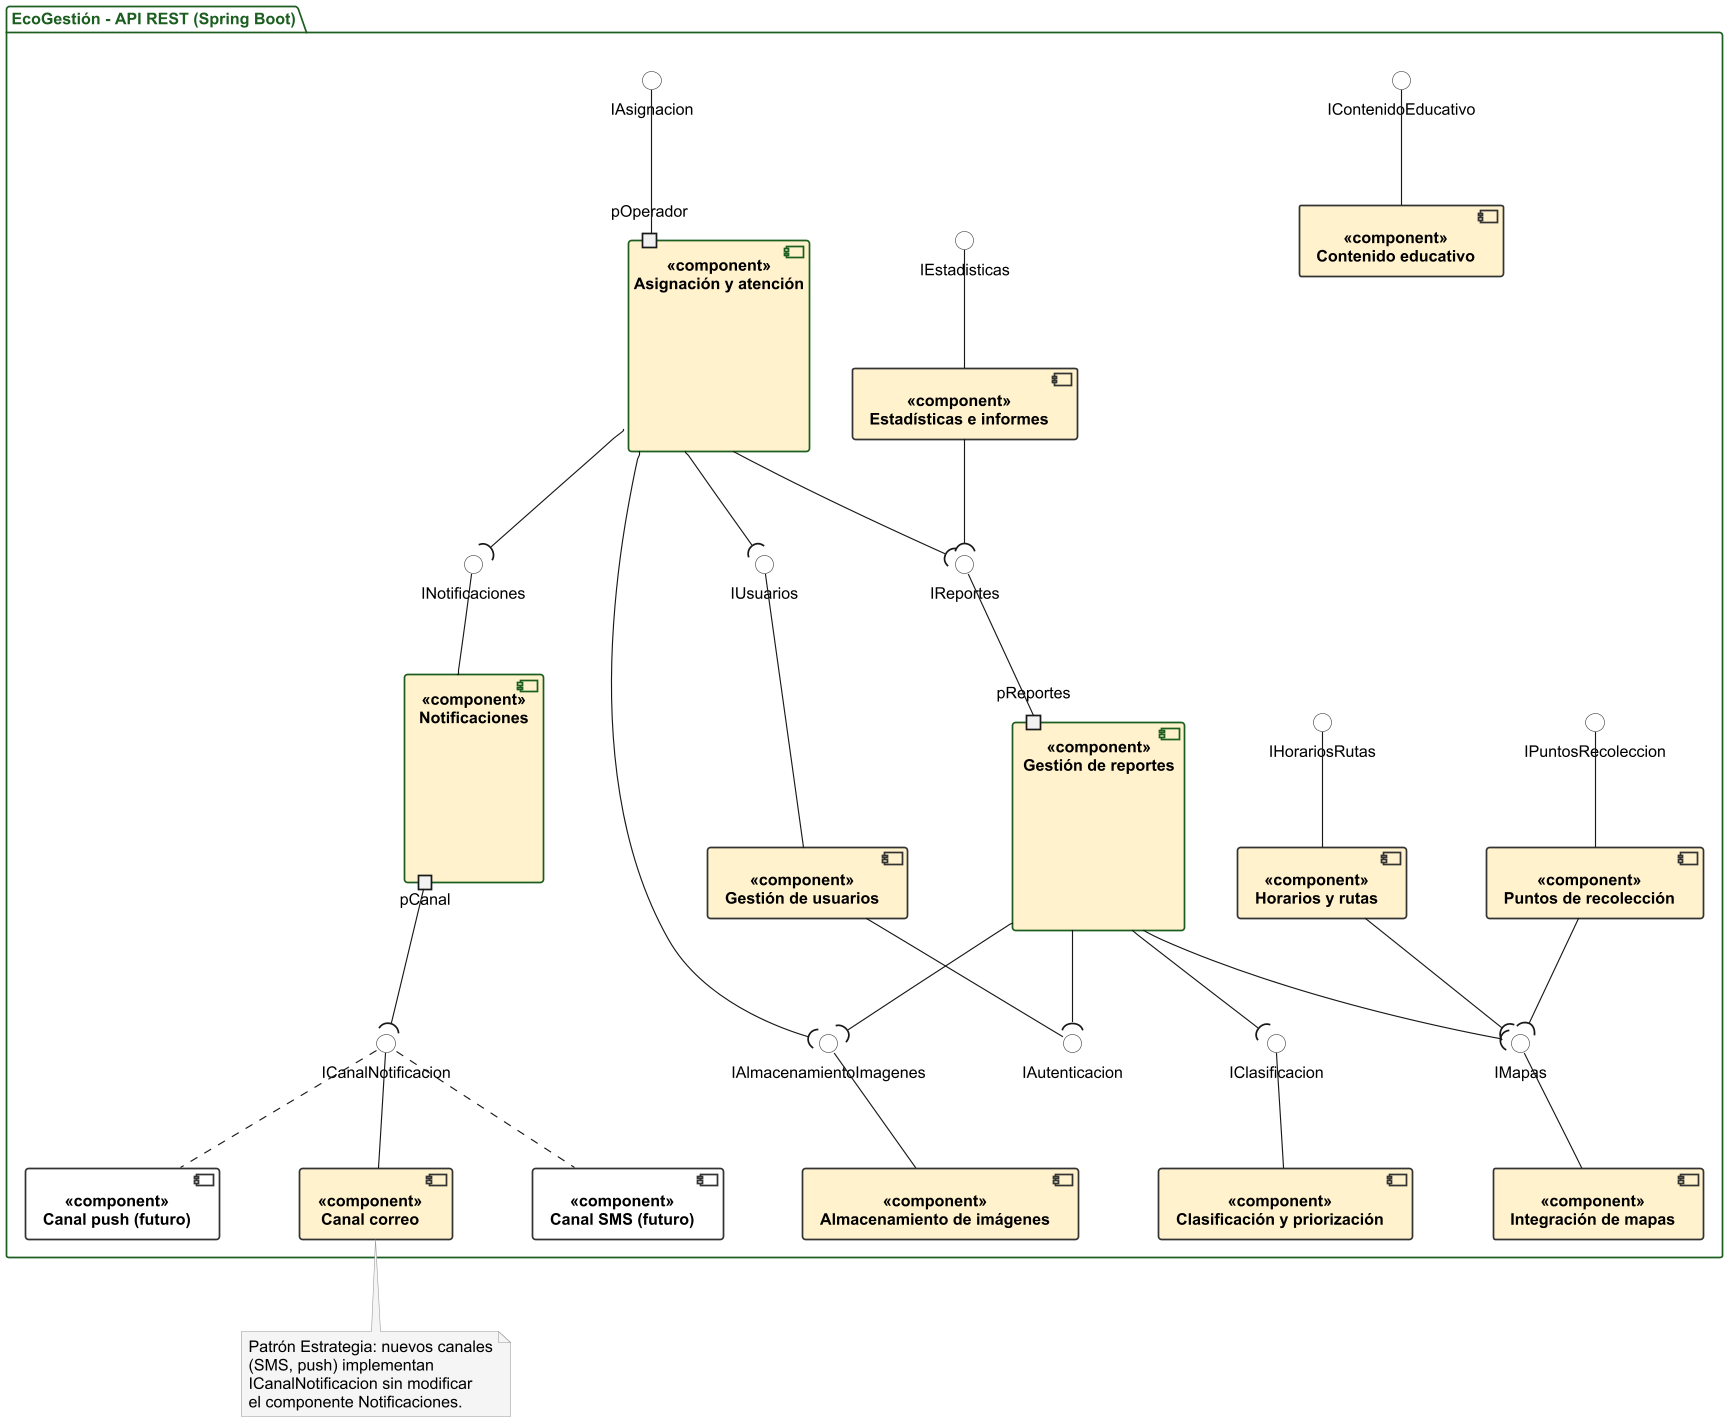 EcoGestión - API REST (Spring Boot)
IAsignacion
IContenidoEducativo
pOperador
«component»
Contenido educativo
«component»
Asignación y atención
IEstadisticas
«component»
Estadísticas e informes
INotificaciones
IUsuarios
IReportes
pReportes
«component»
Notificaciones
«component»
Gestión de reportes
IHorariosRutas
IPuntosRecoleccion
«component»
Gestión de usuarios
«component»
Horarios y rutas
«component»
Puntos de recolección
pCanal
ICanalNotificacion
IAlmacenamientoImagenes
IAutenticacion
IClasificacion
IMapas
«component»
Canal push (futuro)
«component»
Canal correo
«component»
Canal SMS (futuro)
«component»
Almacenamiento de imágenes
«component»
Clasificación y priorización
«component»
Integración de mapas
Patrón Estrategia: nuevos canales
(SMS, push) implementan
ICanalNotificacion sin modificar
el componente Notificaciones.